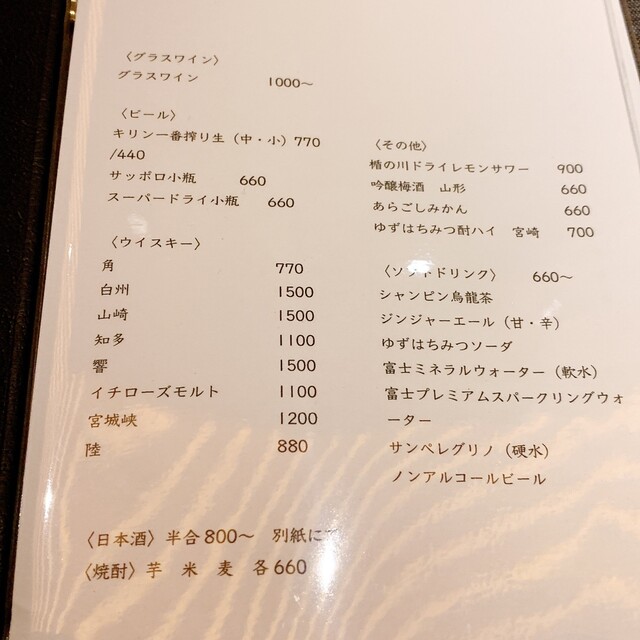 〈グラスワイン〉
グラスワイン 1000～
〈ビール〉
キリン一番搾り生（中・小）770
/440
サッポロ小瓶 660
スーパードライ小瓶 660
〈ウイスキー〉
角 770
白州 1500
山崎 1500
知多 1100
響 1500
イチローズモルト 1100
宮城峡 1200
陸 880
〈その他〉
楯の川ドライレモンサワー 900
吟醸梅酒 山形 660
あらごしみかん 660
ゆずはちみつ酎ハイ 宮崎 700
〈ソフトドリンク〉 660～
シャンピン烏龍茶
ジンジャーエール（甘・辛）
ゆずはちみつソーダ
富士ミネラルウォーター（軟水）
富士プレミアムスパークリングウォ
ーター
サンペレグリノ（硬水）
ノンアルコールビール
〈日本酒〉半合800～ 別紙にて
〈焼酎〉芋 米 麦 各660